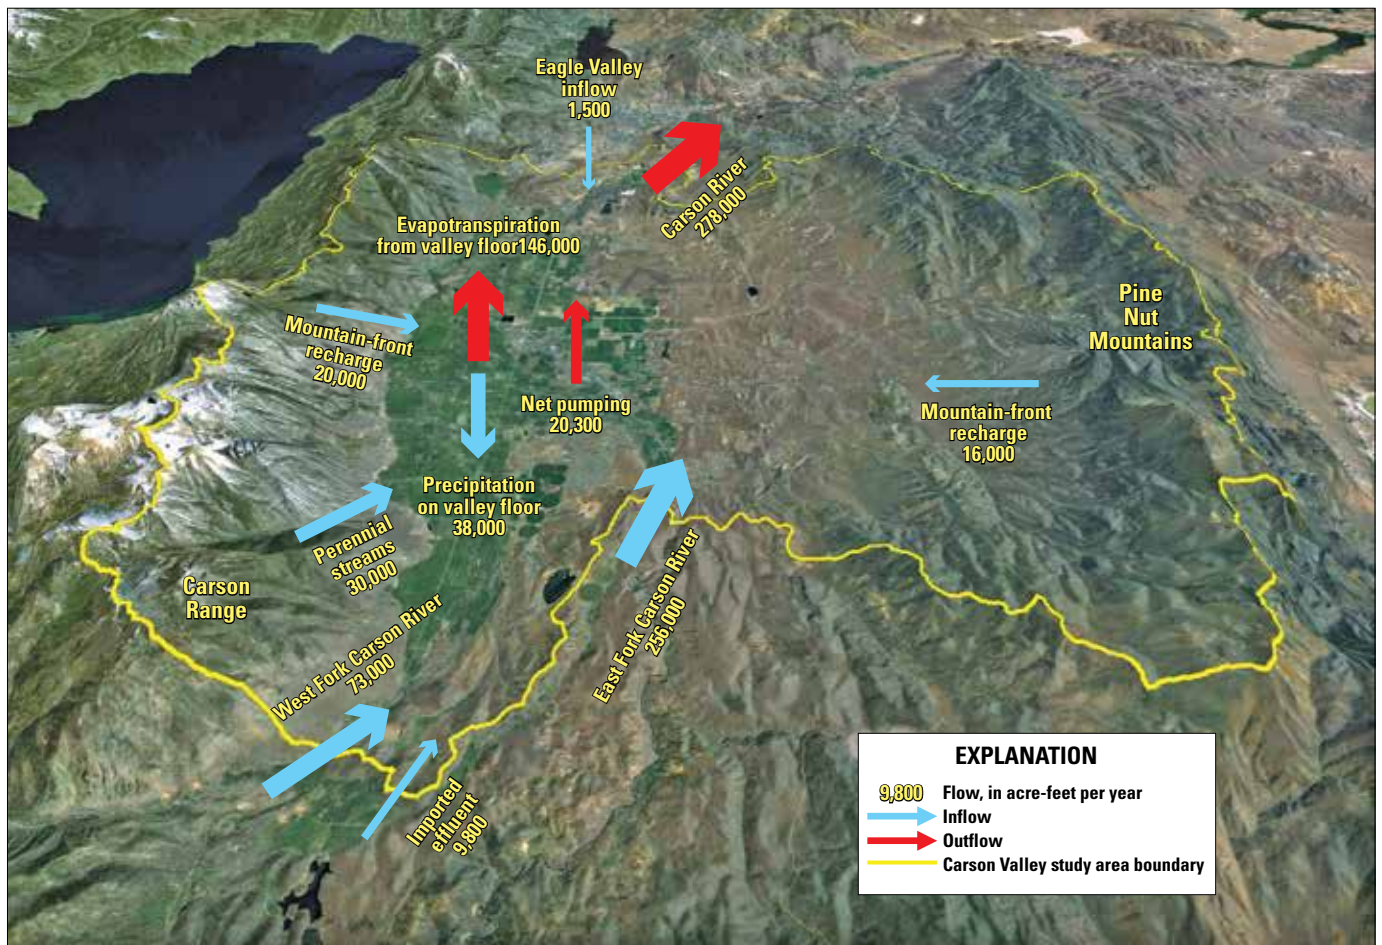 Eagle Valley
inflow
1,500
Carson River
278,000
Evapotranspiration
from valley floor146,000
Mountain-front
recharge
20,000
Pine
Nut
Mountains
Net pumping
20,300
Mountain-front
recharge
16,000
Precipitation
on valley floor
38,000
Perennial
streams
30,000
Carson
Range
West Fork Carson River
73,000
East Fork Carson River
256,000
Imported
effluent
9,800
EXPLANATION
9,800 Flow, in acre-feet per year
Inflow
Outflow
Carson Valley study area boundary